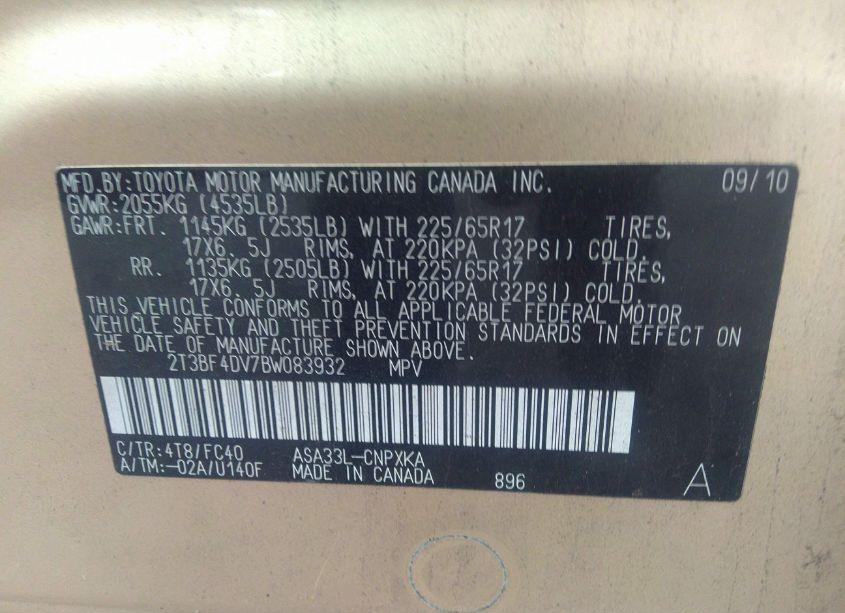 MFD.BY:TOYOTA MOTOR MANUFACTURING CANADA INC. 09/10
GVWR:2055KG (4535LB)
GAWR:FRT. 1145KG (2535LB) WITH 225/65R17 TIRES,
17X6. 5J RIMS, AT 220KPA (32PSI) COLD.
RR. 1135KG (2505LB) WITH 225/65R17 TIRES,
17X6. 5J RIMS, AT 220KPA (32PSI) COLD.
THIS VEHICLE CONFORMS TO ALL APPLICABLE FEDERAL MOTOR
VEHICLE SAFETY AND THEFT PREVENTION STANDARDS IN EFFECT ON
THE DATE OF MANUFACTURE SHOWN ABOVE.
2T3BF4DV7BW083932 MPV
C/TR:4T8/FC40 ASA33L-CNPXKA
A/TM:-02A/U140F MADE IN CANADA 896 A